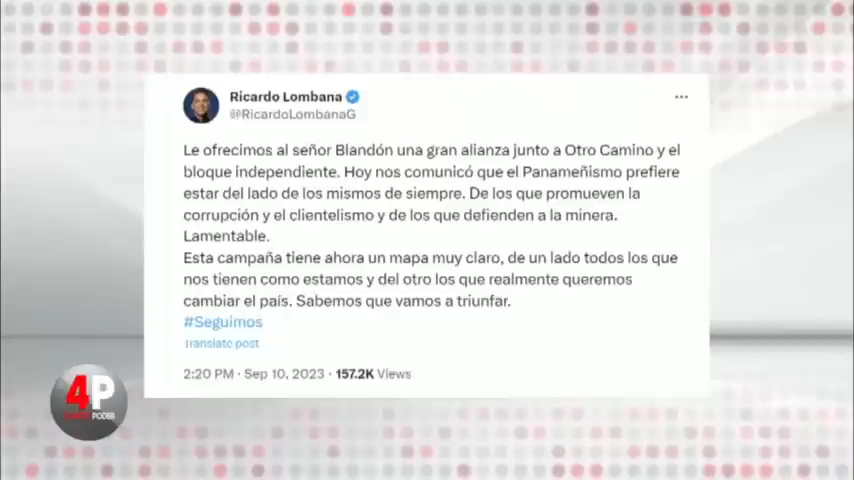 Ricardo Lombana
@RicardoLombanaG
Le ofrecimos al señor Blandón una gran alianza junto a Otro Camino y el
bloque independiente. Hoy nos comunicó que el Panameñismo prefiere
estar del lado de los mismos de siempre. De los que promueven la
corrupción y el clientelismo y de los que defienden a la minera.
Lamentable.
Esta campaña tiene ahora un mapa muy claro, de un lado todos los que
nos tienen como estamos y del otro los que realmente queremos
cambiar el país. Sabemos que vamos a triunfar.
#Seguimos
Translate post
2:20 PM · Sep 10, 2023 · 157.2K Views
4P
PODER